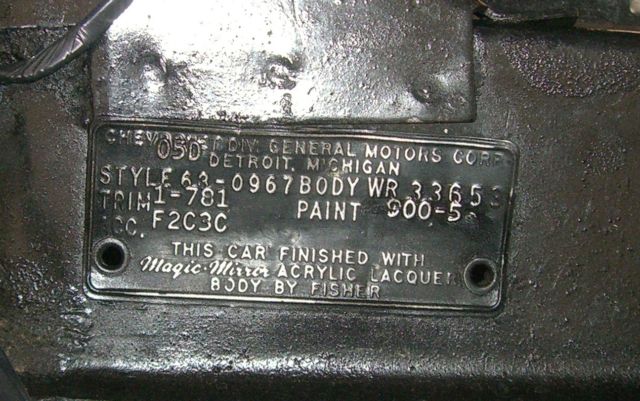 CHEVROLET DIV. GENERAL MOTORS CORP.
05D
DETROIT, MICHIGAN
STYLE 63-0967 BODY WR 33653
TRIM 1-781 PAINT 900-5
ACC. F2C3C
THIS CAR FINISHED WITH
Magic-Mirror ACRYLIC LACQUER
BODY BY FISHER